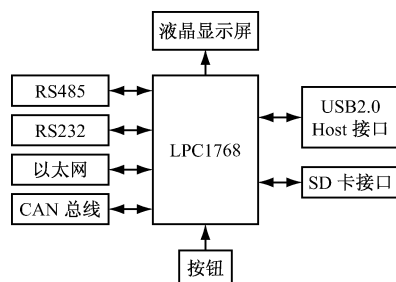 液晶显示屏
RS485
RS232
以太网
CAN 总线
LPC1768
USB2.0
Host 接口
SD 卡接口
按钮